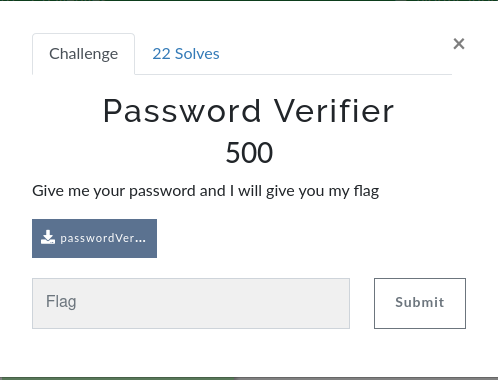 Challenge
22 Solves
×
Password Verifier
500
Give me your password and I will give you my flag
passwordVer...
Flag
Submit